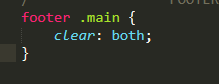 footer .main {
clear: both;
}